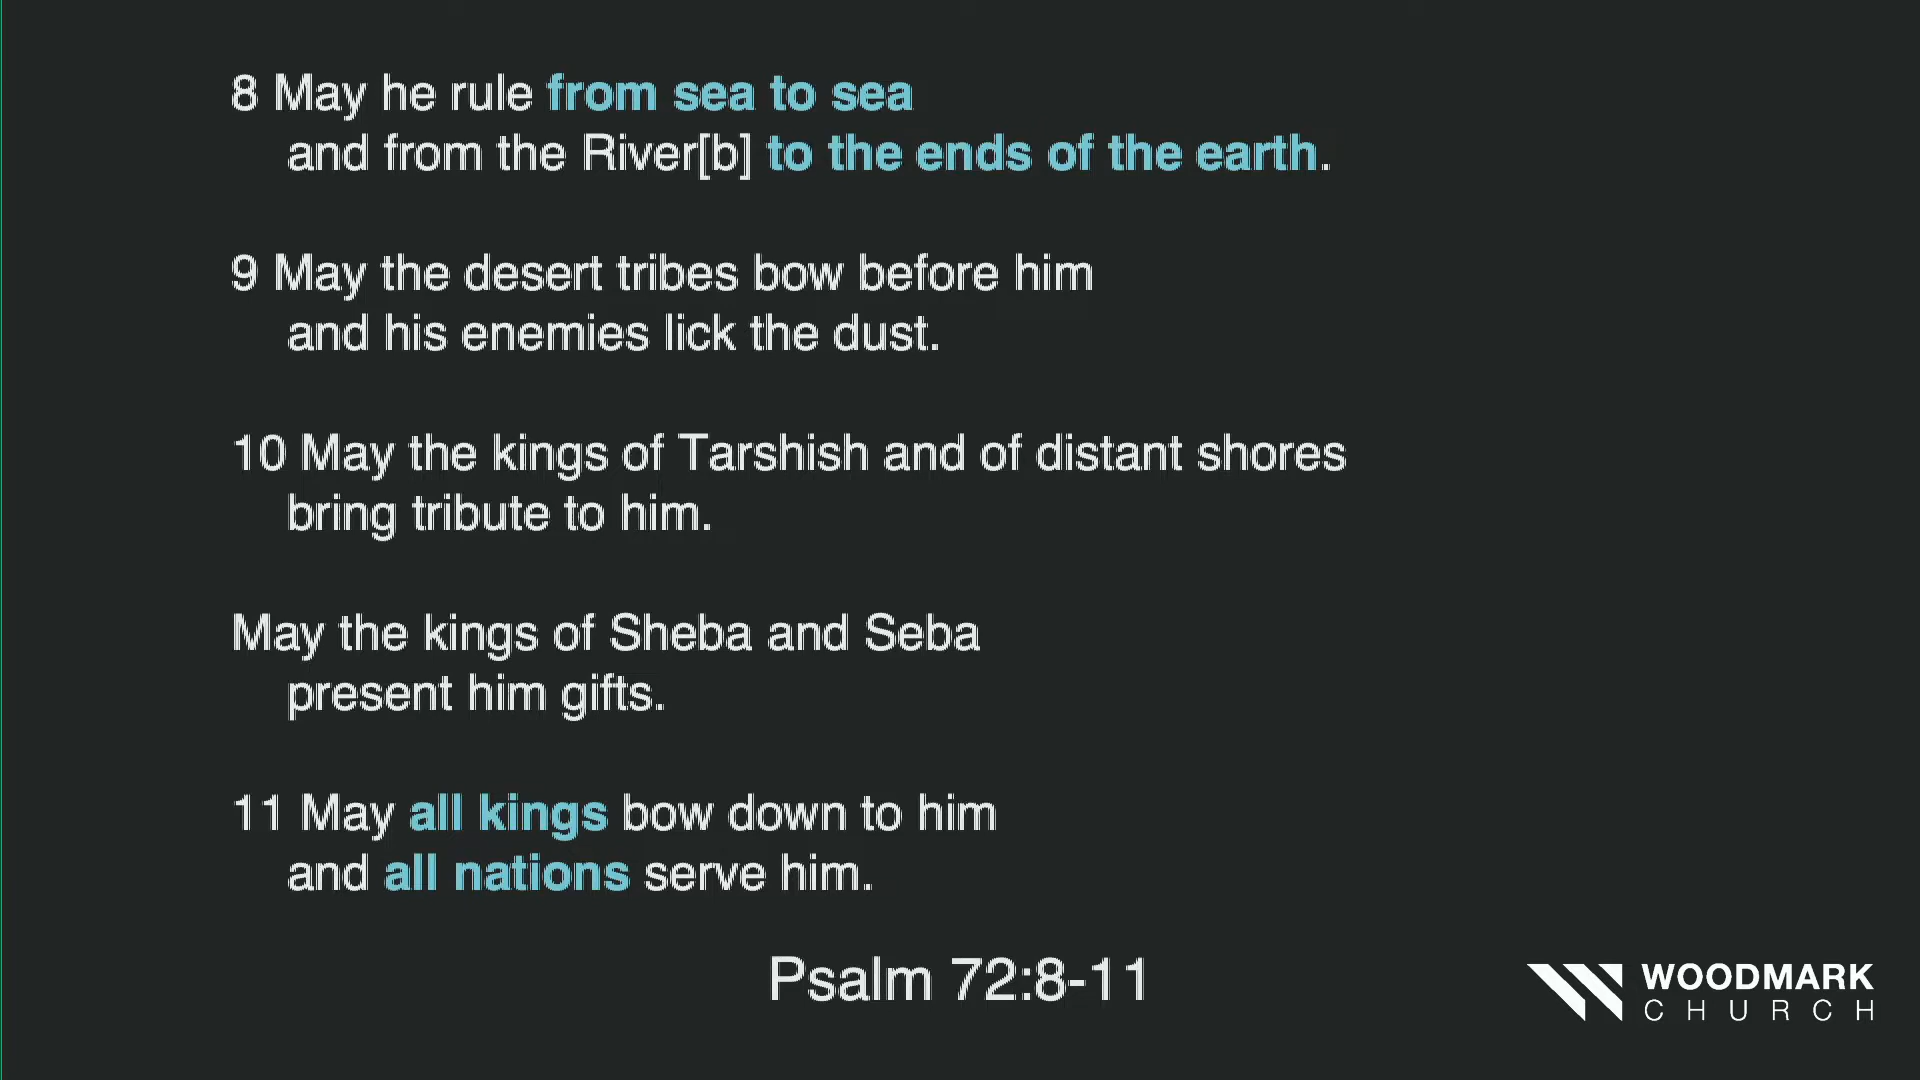 8 May he rule from sea to sea
and from the River[b] to the ends of the earth.
9 May the desert tribes bow before him
and his enemies lick the dust.
10 May the kings of Tarshish and of distant shores
bring tribute to him.
May the kings of Sheba and Seba
present him gifts.
11 May all kings bow down to him
and all nations serve him.
Psalm 72:8-11
WOODMARK
CHURCH